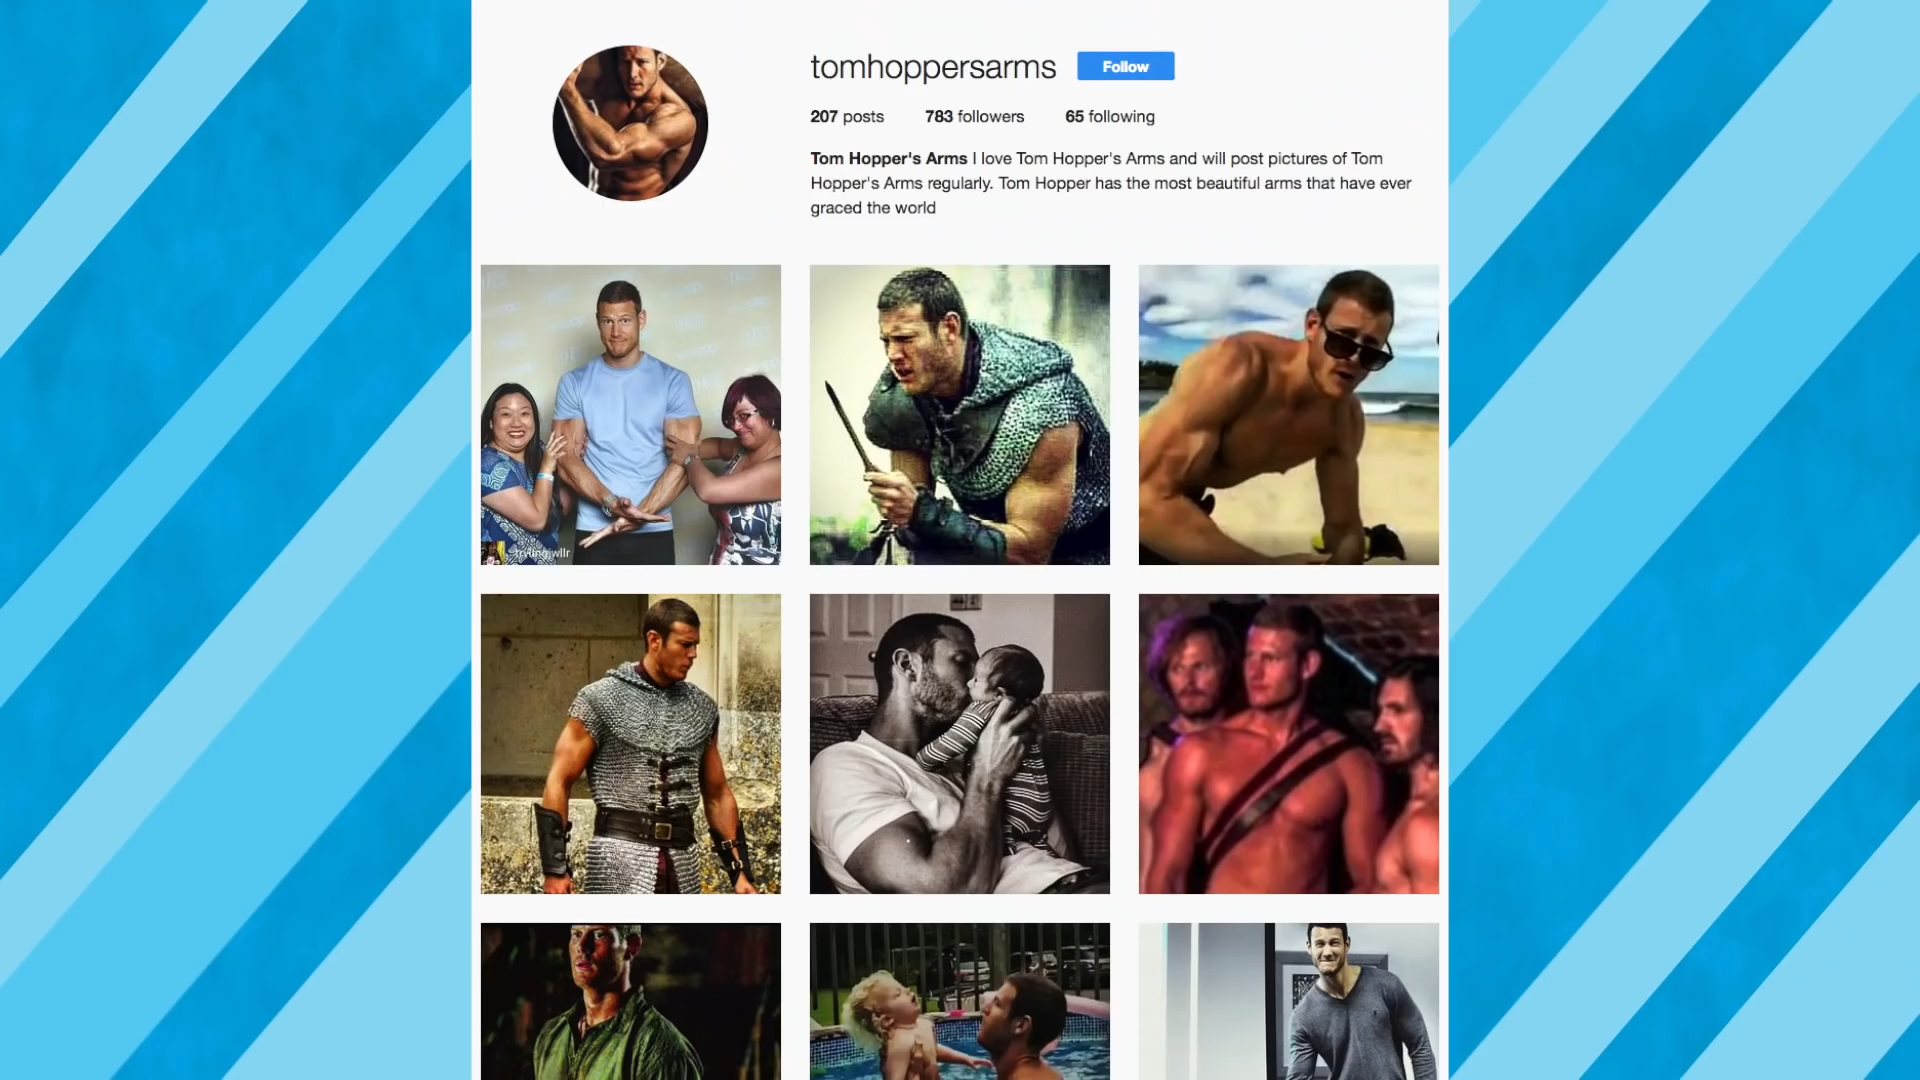 tomhoppersarms Follow
207 posts 783 followers 65 following
Tom Hopper's Arms I love Tom Hopper's Arms and will post pictures of Tom
Hopper's Arms regularly. Tom Hopper has the most beautiful arms that have ever
graced the world